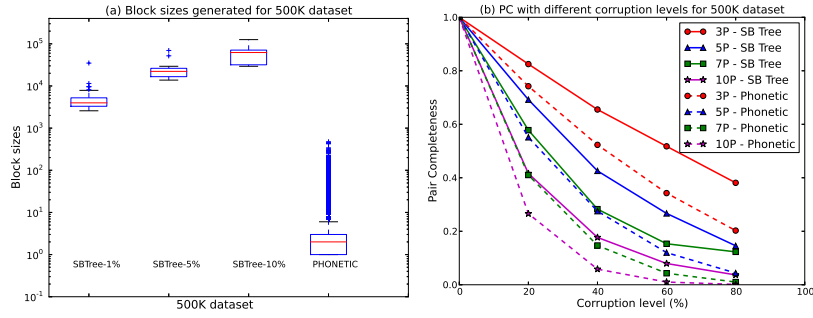 (a) Block sizes generated for 500K dataset
Block sizes
10^5
10^4
10^3
10^2
10^1
10^0
10^-1
SBTree-1%
SBTree-5%
SBTree-10%
PHONETIC
500K dataset
(b) PC with different corruption levels for 500K dataset
Pair Completeness
1.0
0.8
0.6
0.4
0.2
0.0
0
20
40
60
80
100
Corruption level (%)
3P - SB Tree
5P - SB Tree
7P - SB Tree
10P - SB Tree
3P - Phonetic
5P - Phonetic
7P - Phonetic
10P - Phonetic